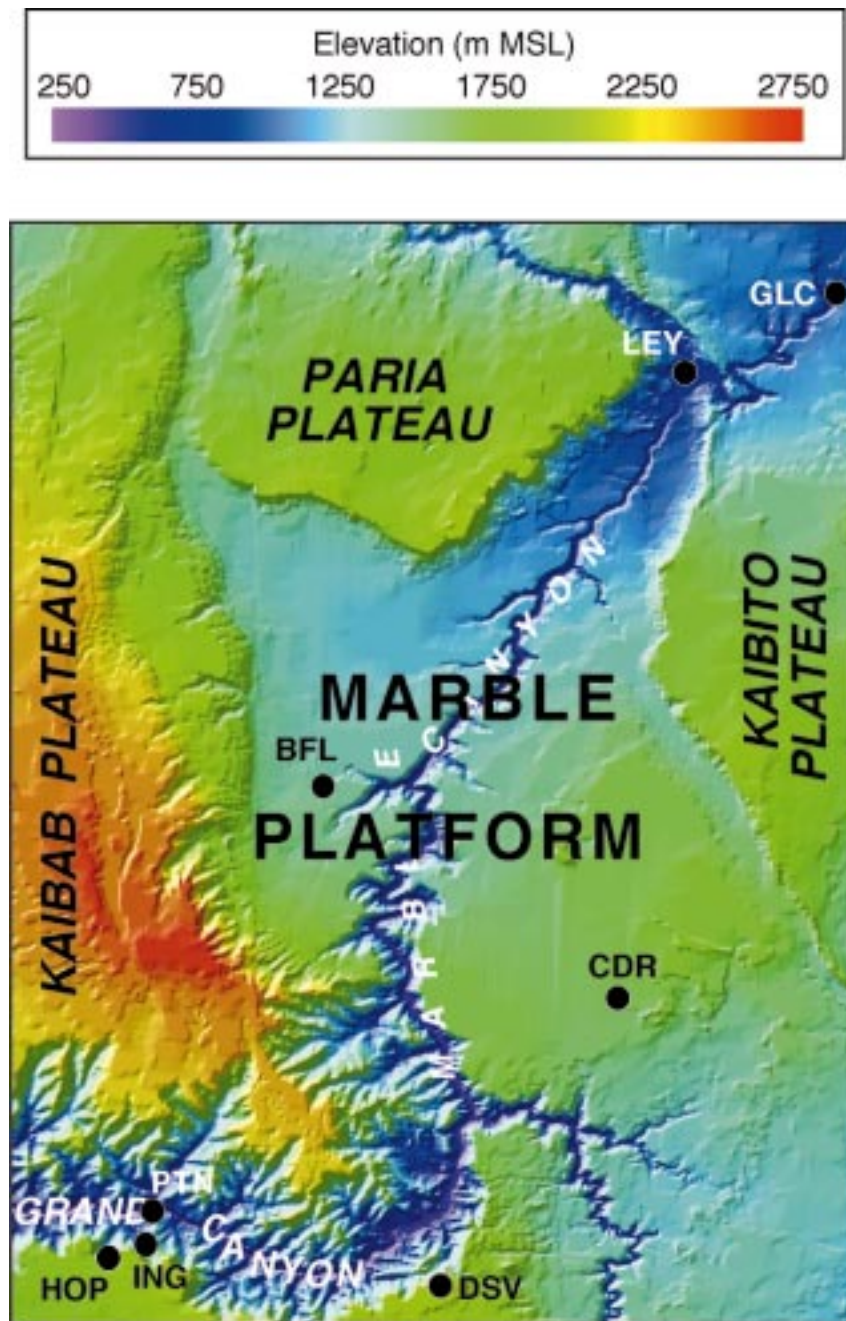 Elevation (m MSL)
250 750 1250 1750 2250 2750
GLC
LEY
PARIA
PLATEAU
KAIBAB PLATEAU
KAIBITO
PLATEAU
MARBLE CANYON
MARBLE
BFL
PLATFORM
CDR
PTN
GRAND CANYON
HOP
ING
DSV